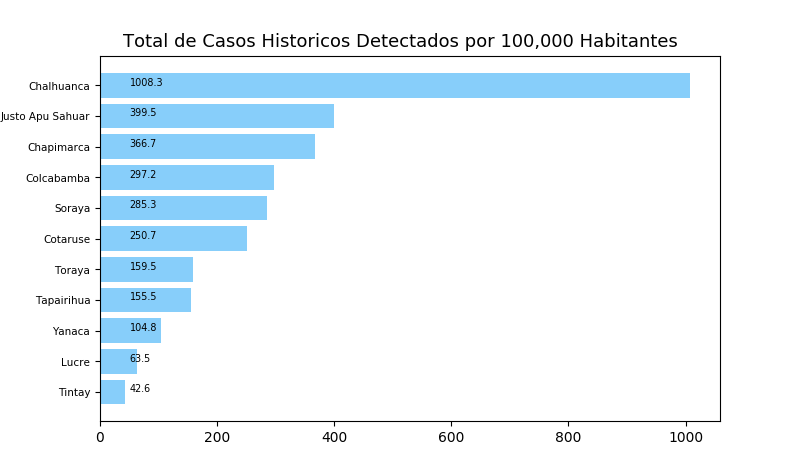 Total de Casos Historicos Detectados por 100,000 Habitantes
Chalhuanca 1008.3
Justo Apu Sahuar 399.5
Chapimarca 366.7
Colcabamba 297.2
Soraya 285.3
Cotaruse 250.7
Toraya 159.5
Tapairihua 155.5
Yanaca 104.8
Lucre 63.5
Tintay 42.6
0 200 400 600 800 1000